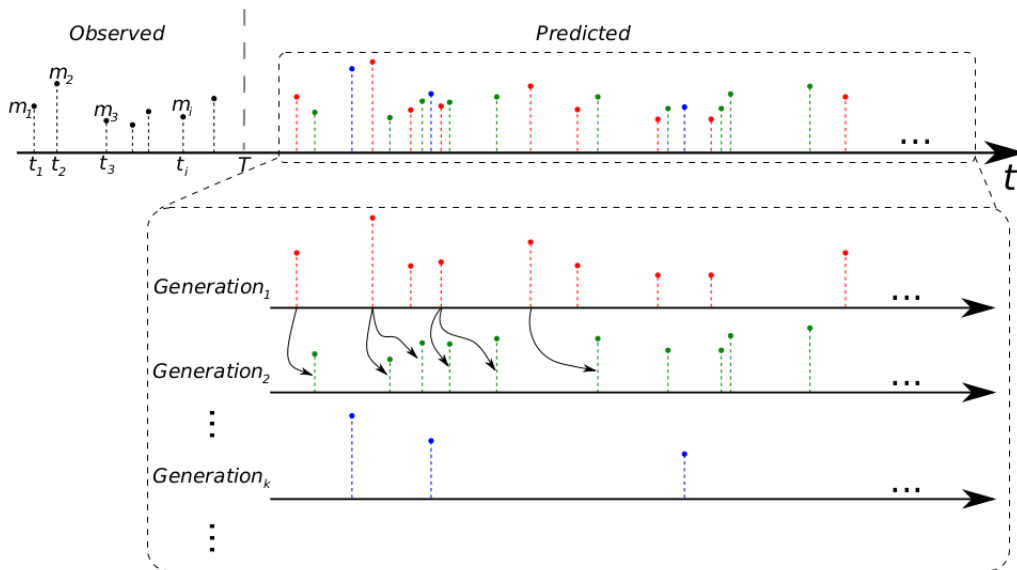 Observed Predicted
m₁ m₂ m₃ mᵢ
t₁ t₂ t₃ tᵢ T ...
t
Generation₁ ...
Generation₂ ...
⋮
Generationₖ ...
⋮